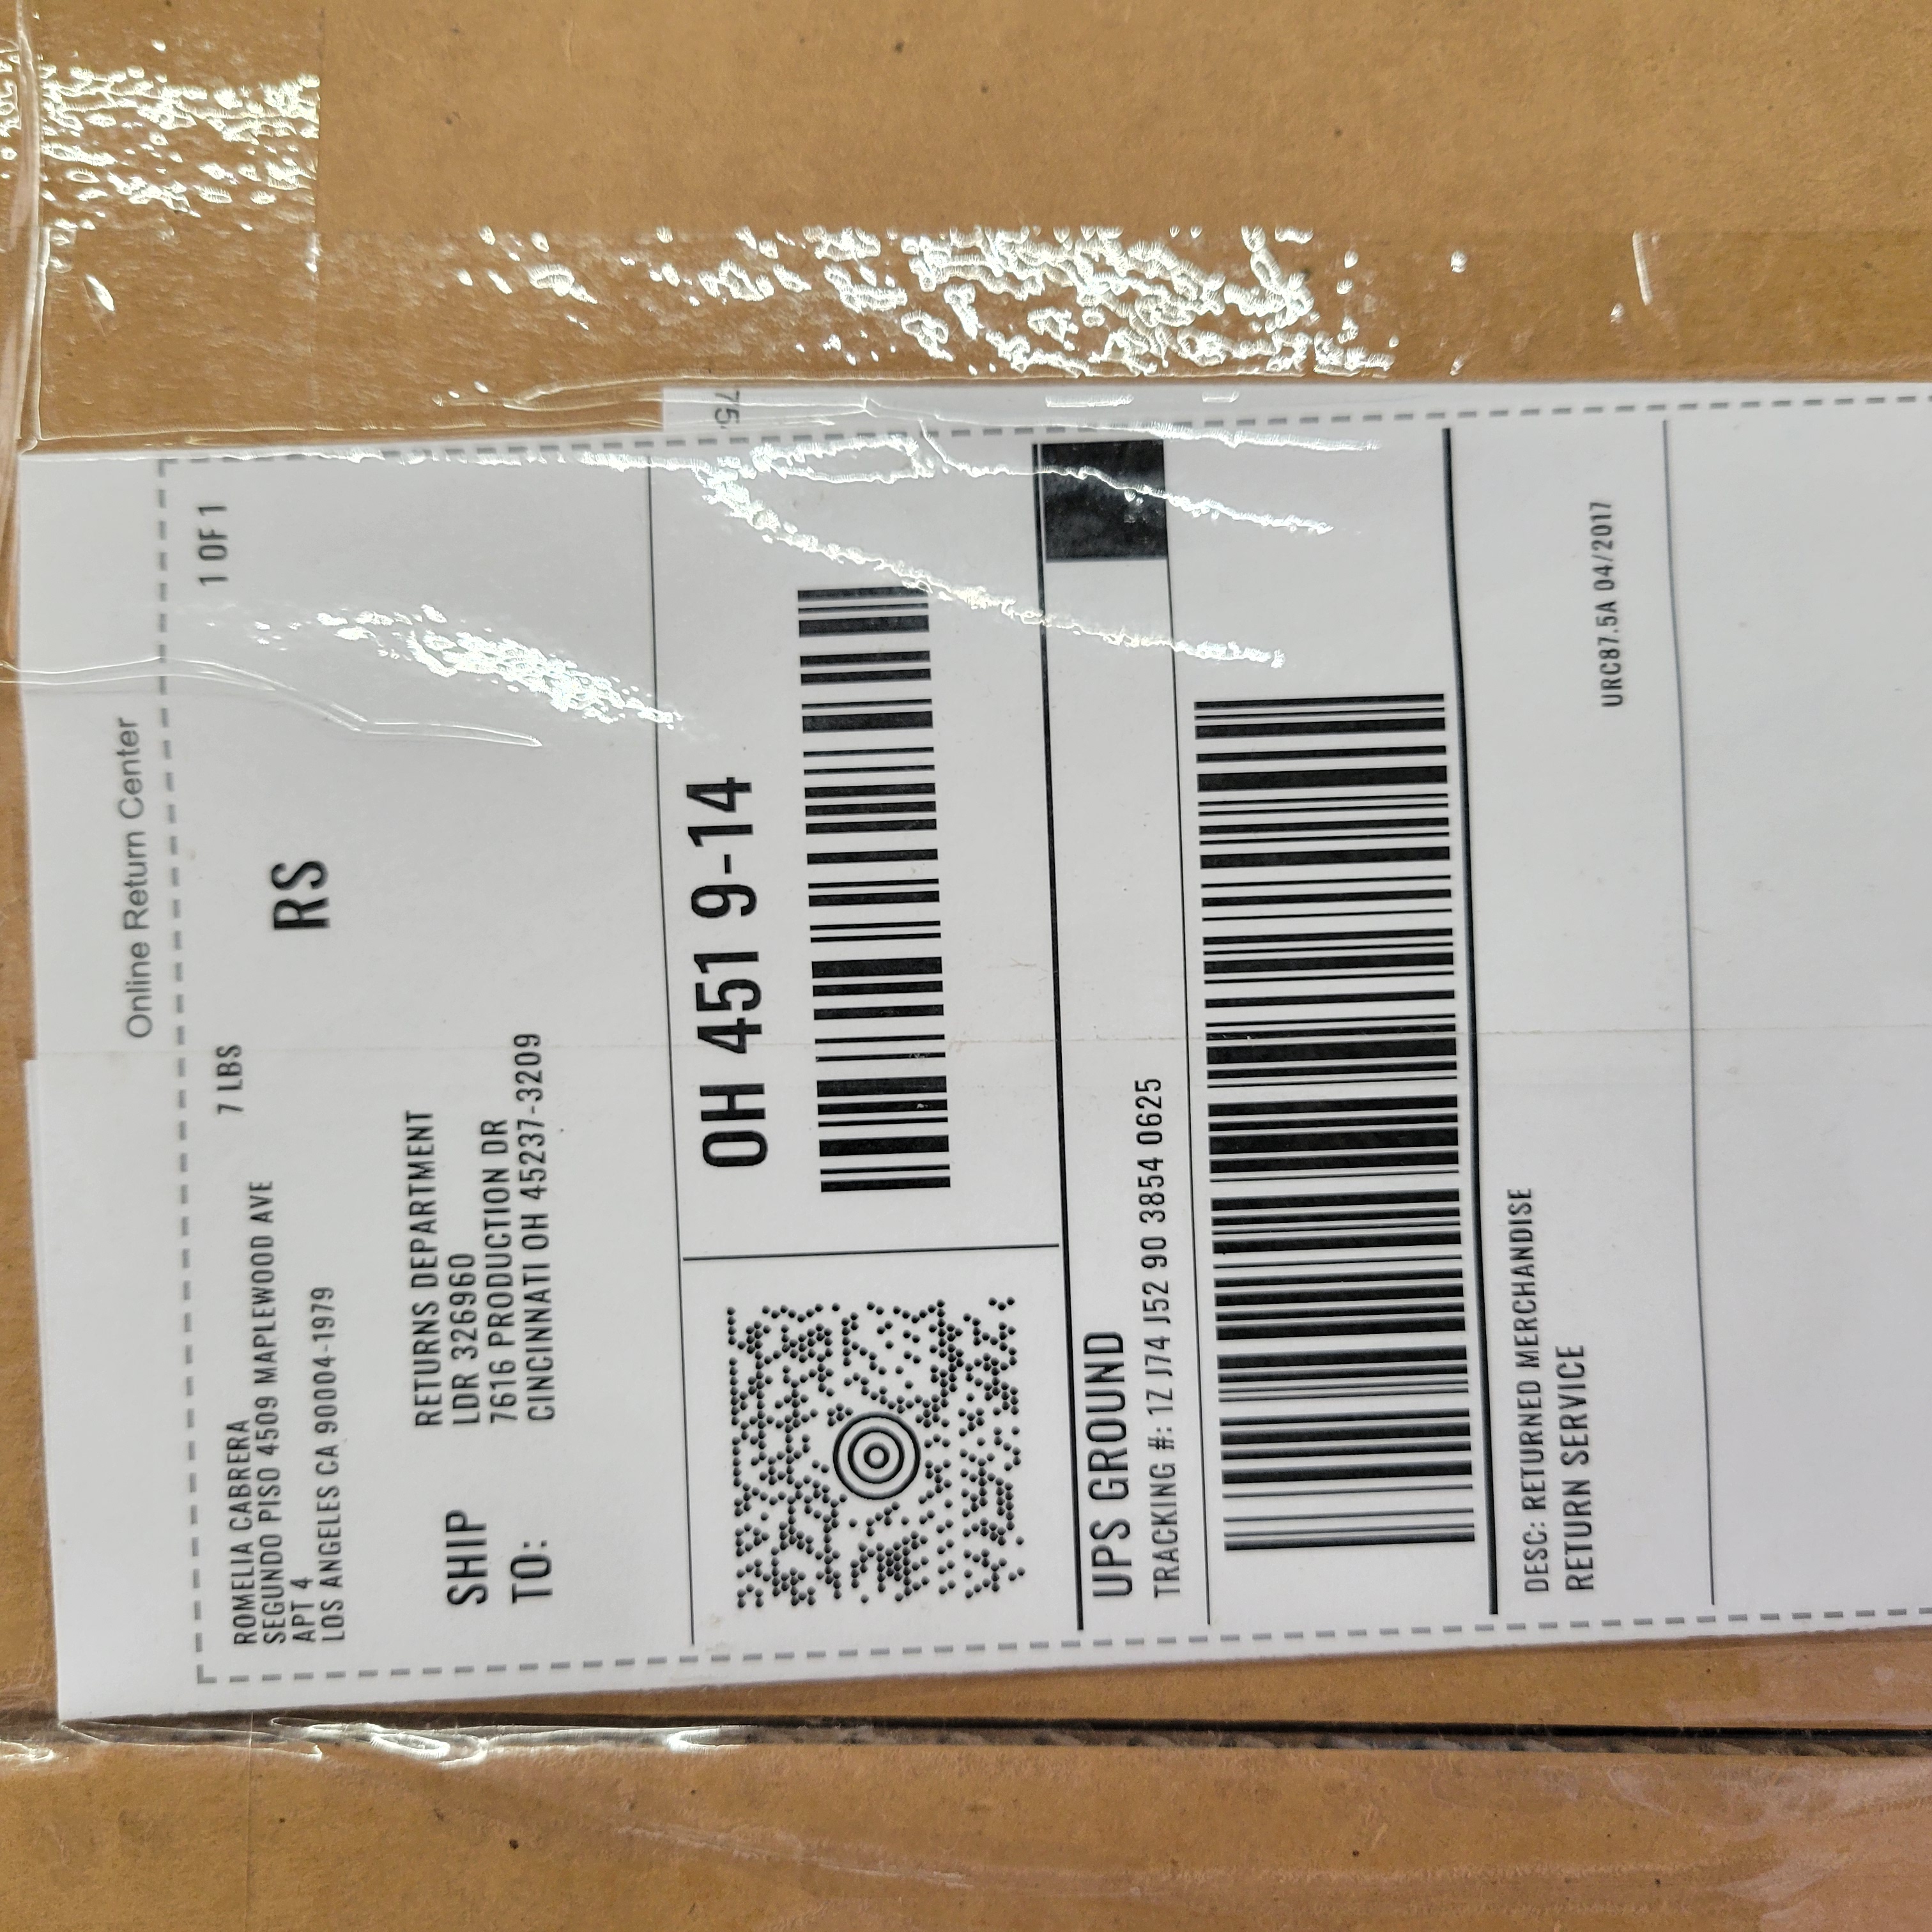 Online Return Center
ROMELIA CABRERA
7 LBS
1 OF 1
SEGUNDO PISO 4509 MAPLEWOOD AVE
APT 4
LOS ANGELES CA 90004-1979
RS
SHIP
TO:
RETURNS DEPARTMENT
LDR 326960
7616 PRODUCTION DR
CINCINNATI OH 45237-3209
OH 451 9-14
UPS GROUND
TRACKING #: 1Z J74 J52 90 3854 0625
DESC: RETURNED MERCHANDISE
RETURN SERVICE
URC87.5A 04/2017